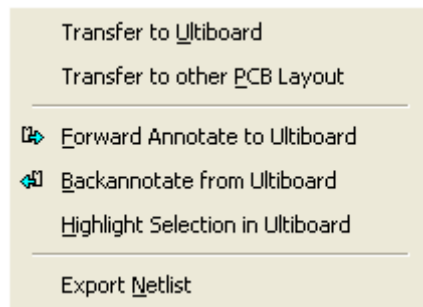 Transfer to Ultiboard
Transfer to other PCB Layout
Forward Annotate to Ultiboard
Backannotate from Ultiboard
Highlight Selection in Ultiboard
Export Netlist